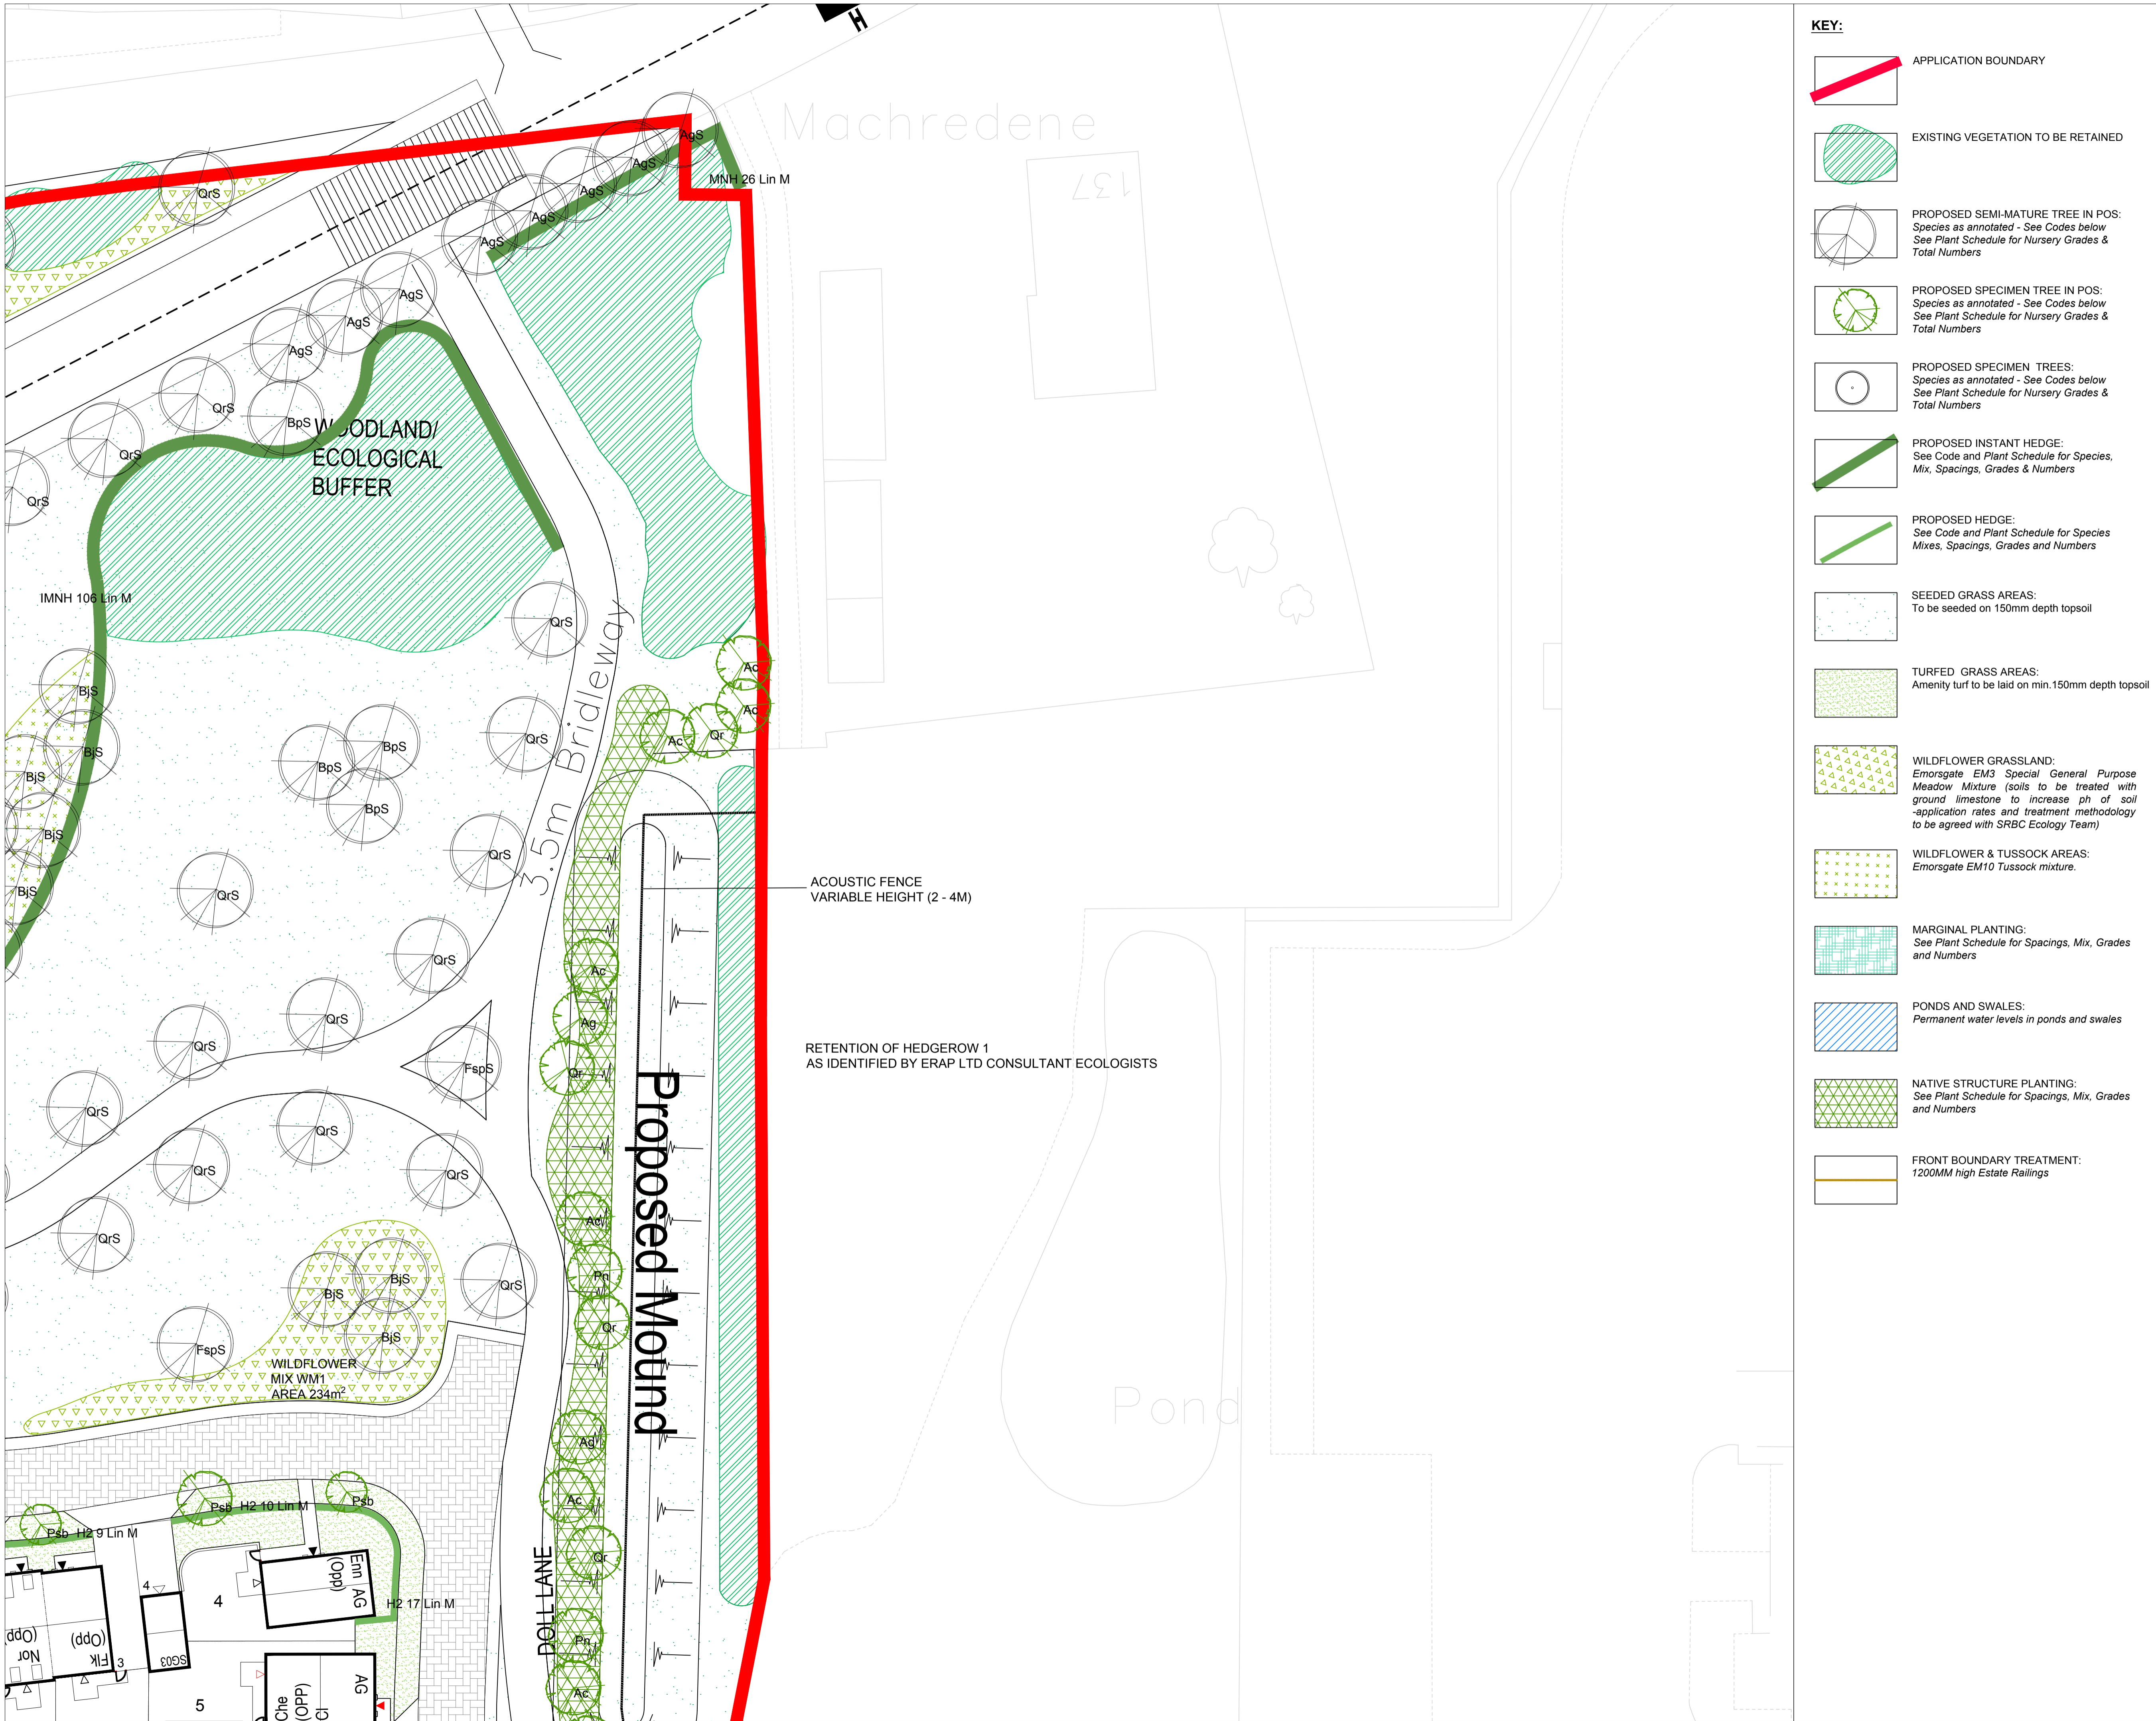 Machredene
137
AgS
AgS
AgS
AgS
AgS
MNH 26 Lin M
QrS
AgS
AgS
AgS
QrS
BpS
QrS
QrS
WOODLAND/
ECOLOGICAL
BUFFER
IMNH 106 Lin M
QrS
3.5m Bridleway
Ac
Ac
Ac
Qr
BjS
BjS
BjS
BjS
BjS
BpS
BpS
BpS
QrS
QrS
QrS
QrS
ACOUSTIC FENCE
VARIABLE HEIGHT (2 - 4M)
Ac
Ag
Qr
QrS
QrS
FspS
RETENTION OF HEDGEROW 1
AS IDENTIFIED BY ERAP LTD CONSULTANT ECOLOGISTS
Proposed Mound
QrS
QrS
QrS
QrS
QrS
Ac
Pn
Qr
BjS
BjS
BjS
QrS
FspS
WILDFLOWER
MIX WM1
AREA 234m²
Pond
Ag
Ac
Qr
Pn
Ac
DOLL LANE
Psb H2 10 Lin M
Psb
Psb H2 9 Lin M
H2 17 Lin M
Enn AG
(Opp)
4
4
SG03
Flk
(Opp)
3
Nor
(Opp)
5
Che
(OPP)
Cl
AG
KEY:
APPLICATION BOUNDARY
EXISTING VEGETATION TO BE RETAINED
PROPOSED SEMI-MATURE TREE IN POS:
Species as annotated - See Codes below
See Plant Schedule for Nursery Grades &
Total Numbers
PROPOSED SPECIMEN TREE IN POS:
Species as annotated - See Codes below
See Plant Schedule for Nursery Grades &
Total Numbers
PROPOSED SPECIMEN TREES:
Species as annotated - See Codes below
See Plant Schedule for Nursery Grades &
Total Numbers
PROPOSED INSTANT HEDGE:
See Code and Plant Schedule for Species,
Mix, Spacings, Grades & Numbers
PROPOSED HEDGE:
See Code and Plant Schedule for Species
Mixes, Spacings, Grades and Numbers
SEEDED GRASS AREAS:
To be seeded on 150mm depth topsoil
TURFED GRASS AREAS:
Amenity turf to be laid on min.150mm depth topsoil
WILDFLOWER GRASSLAND:
Emorsgate EM3 Special General Purpose
Meadow Mixture (soils to be treated with
ground limestone to increase ph of soil
-application rates and treatment methodology
to be agreed with SRBC Ecology Team)
WILDFLOWER & TUSSOCK AREAS:
Emorsgate EM10 Tussock mixture.
MARGINAL PLANTING:
See Plant Schedule for Spacings, Mix, Grades
and Numbers
PONDS AND SWALES:
Permanent water levels in ponds and swales
NATIVE STRUCTURE PLANTING:
See Plant Schedule for Spacings, Mix, Grades
and Numbers
FRONT BOUNDARY TREATMENT:
1200MM high Estate Railings